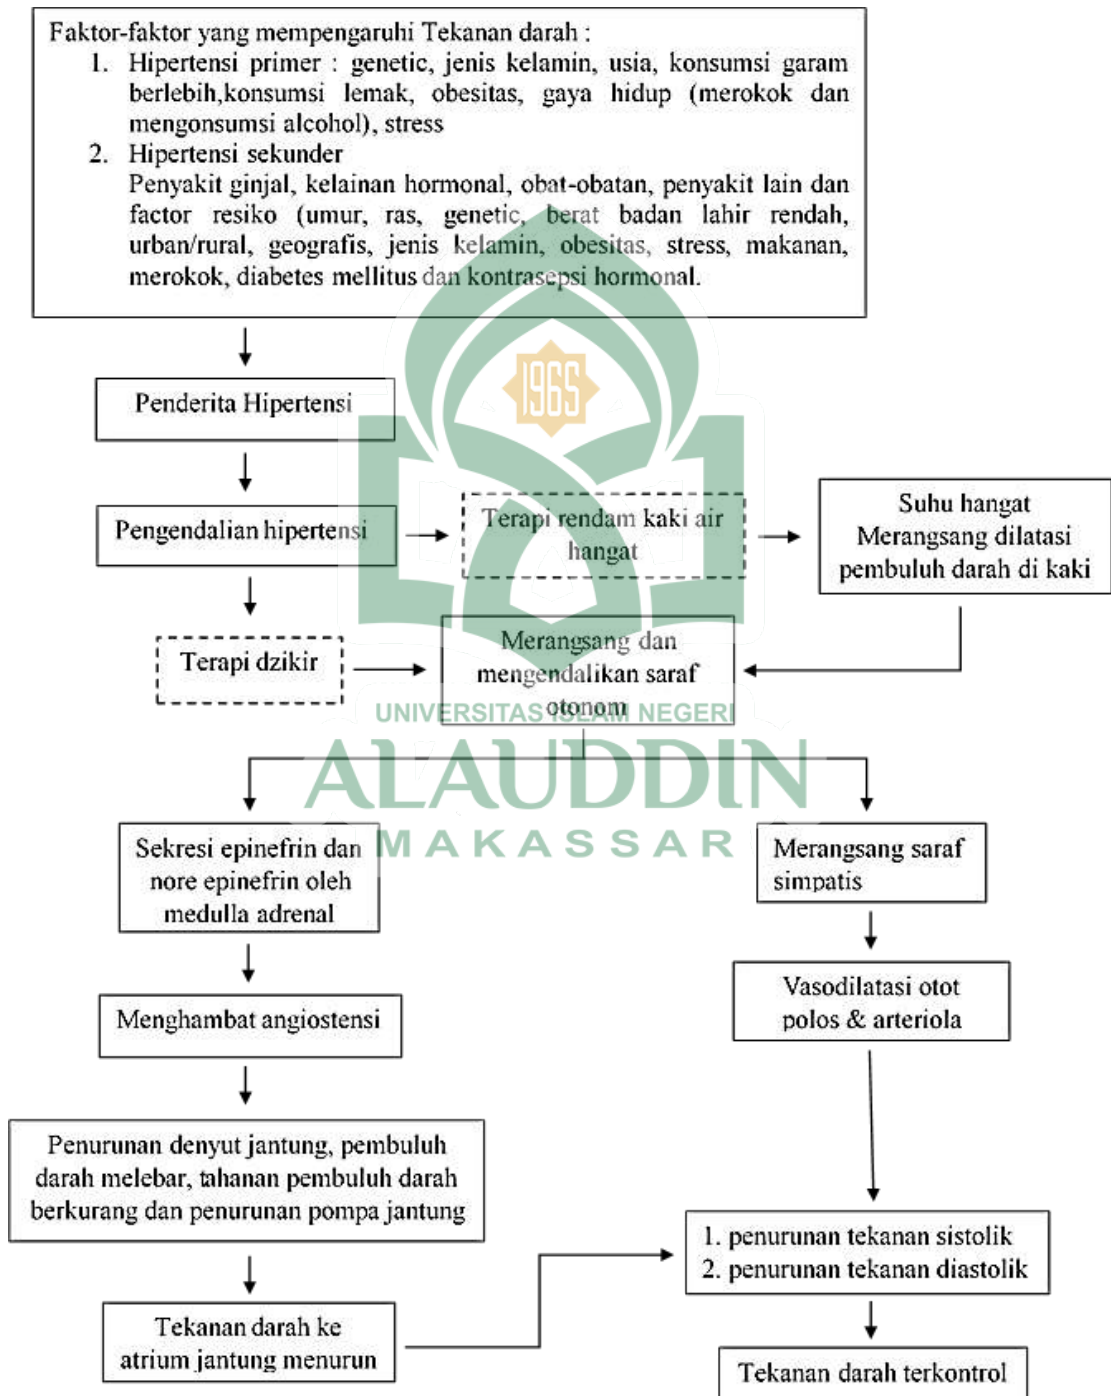 Faktor-faktor yang mempengaruhi Tekanan darah :
1. Hipertensi primer : genetic, jenis kelamin, usia, konsumsi garam
berlebih,konsumsi lemak, obesitas, gaya hidup (merokok dan
mengonsumsi alcohol), stress
2. Hipertensi sekunder
Penyakit ginjal, kelainan hormonal, obat-obatan, penyakit lain dan
factor resiko (umur, ras, genetic, berat badan lahir rendah,
urban/rural, geografis, jenis kelamin, obesitas, stress, makanan,
merokok, diabetes mellitus dan kontrasepsi hormonal.
1965
Penderita Hipertensi
Pengendalian hipertensi
Terapi rendam kaki air
hangat
Suhu hangat
Merangsang dilatasi
pembuluh darah di kaki
Terapi dzikir
Merangsang dan
mengendalikan saraf
otonom
UNIVERSITAS ISLAM NEGERI
ALAUDDIN
MAKASSAR
Sekresi epinefrin dan
nore epinefrin oleh
medulla adrenal
Merangsang saraf
simpatis
Menghambat angiostensi
Vasodilatasi otot
polos & arteriola
Penurunan denyut jantung, pembuluh
darah melebar, tahanan pembuluh darah
berkurang dan penurunan pompa jantung
1. penurunan tekanan sistolik
2. penurunan tekanan diastolik
Tekanan darah ke
atrium jantung menurun
Tekanan darah terkontrol